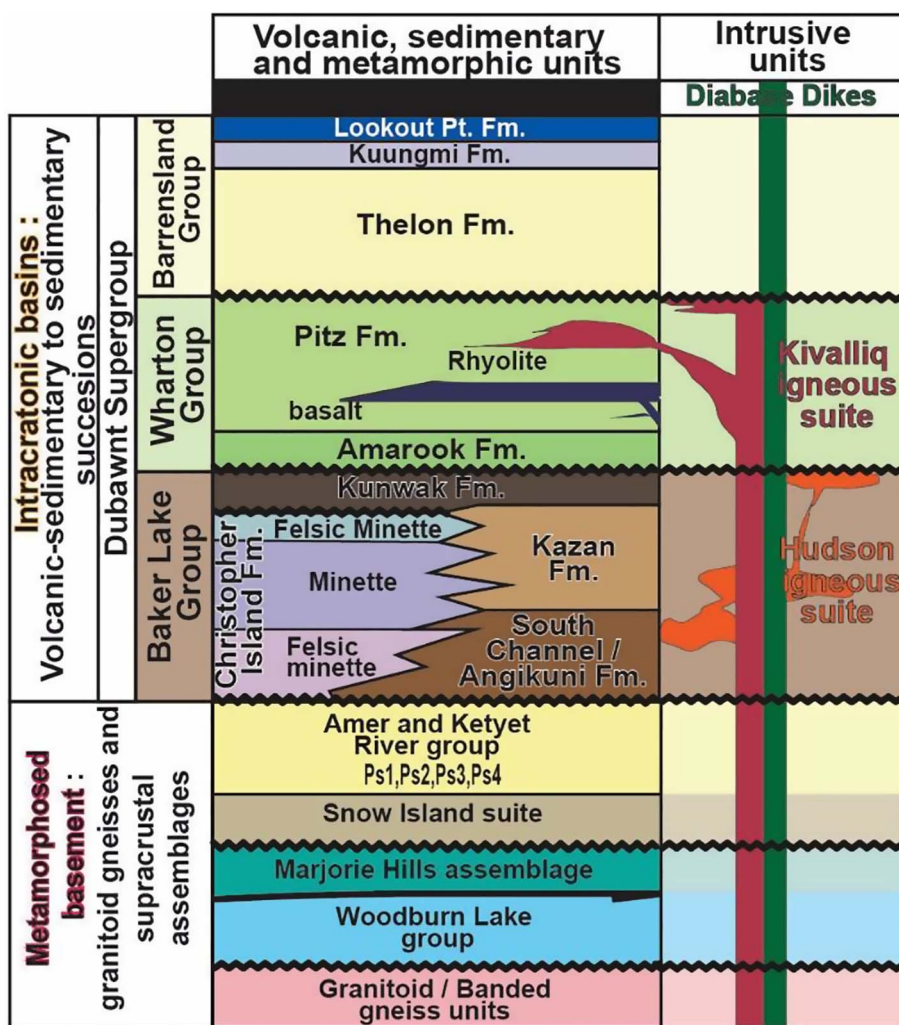 Volcanic, sedimentary
and metamorphic units
Intrusive
units
Diabase Dikes
Intracratonic basins :
Volcanic-sedimentary to sedimentary
succesions
Dubawnt Supergroup
Barrensland
Group
Lookout Pt. Fm.
Kuungmi Fm.
Thelon Fm.
Wharton
Group
Pitz Fm.
Rhyolite
basalt
Amarook Fm.
Kivalliq
igneous
suite
Baker Lake
Group
Kunwak Fm.
Christopher
Island Fm.
Felsic Minette
Minette
Felsic
minette
Kazan
Fm.
South
Channel /
Angikuni Fm.
Hudson
igneous
suite
Metamorphosed
basement :
granitoid gneisses and
supracrustal
assemblages
Amer and Ketyet
River group
Ps1,Ps2,Ps3,Ps4
Snow Island suite
Marjorie Hills assemblage
Woodburn Lake
group
Granitoid / Banded
gneiss units